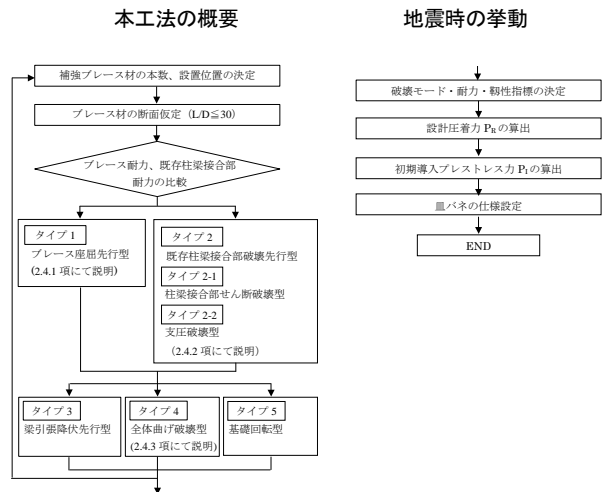 本工法の概要
補強ブレース材の本数、設置位置の決定
ブレース材の断面仮定（L/D≦30）
ブレース耐力、既存柱梁接合部
耐力の比較
タイプ 1
ブレース座屈先行型
(2.4.1 項にて説明)
タイプ 2
既存柱梁接合部破壊先行型
タイプ 2-1
柱梁接合部せん断破壊型
タイプ 2-2
支圧破壊型
（2.4.2 項にて説明）
タイプ 3
梁引張降伏先行型
タイプ 4
全体曲げ破壊型
(2.4.3 項にて説明)
タイプ 5
基礎回転型
地震時の挙動
破壊モード・耐力・靭性指標の決定
設計圧着力 PRの算出
初期導入プレストレス力 PIの算出
皿バネの仕様設定
END